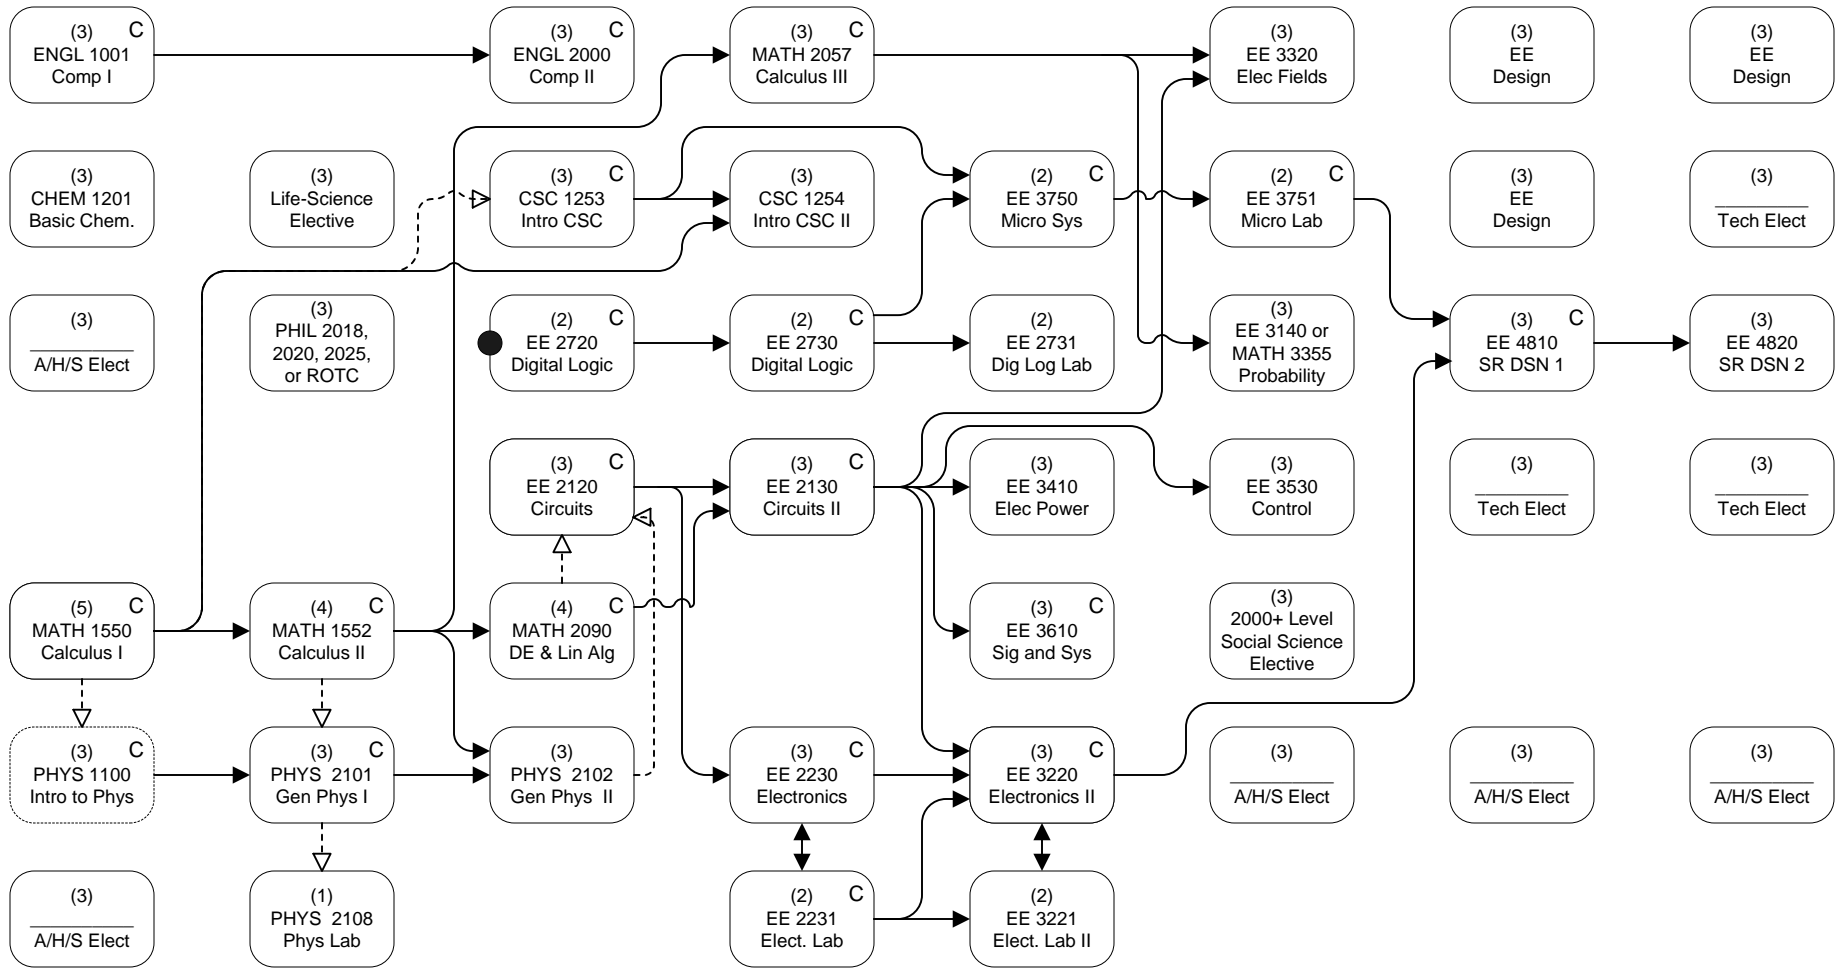 (3) C
ENGL 1001
Comp I
(3) C
ENGL 2000
Comp II
(3) C
MATH 2057
Calculus III
(3)
EE 3320
Elec Fields
(3)
EE
Design
(3)
EE
Design
(3)
CHEM 1201
Basic Chem.
(3)
Life-Science
Elective
(3) C
CSC 1253
Intro CSC
(3)
CSC 1254
Intro CSC II
(2) C
EE 3750
Micro Sys
(2) C
EE 3751
Micro Lab
(3)
EE
Design
(3)
Tech Elect
(3)
A/H/S Elect
(3)
PHIL 2018,
2020, 2025,
or ROTC
(2) C
EE 2720
Digital Logic
(2) C
EE 2730
Digital Logic
(2)
EE 2731
Dig Log Lab
(3)
EE 3140 or
MATH 3355
Probability
(3) C
EE 4810
SR DSN 1
(3)
EE 4820
SR DSN 2
(3) C
EE 2120
Circuits
(3) C
EE 2130
Circuits II
(3)
EE 3410
Elec Power
(3)
EE 3530
Control
(3)
Tech Elect
(3)
Tech Elect
(5) C
MATH 1550
Calculus I
(4) C
MATH 1552
Calculus II
(4) C
MATH 2090
DE & Lin Alg
(3) C
EE 3610
Sig and Sys
(3)
2000+ Level
Social Science
Elective
(3) C
PHYS 1100
Intro to Phys
(3) C
PHYS 2101
Gen Phys I
(3)
PHYS 2102
Gen Phys II
(3) C
EE 2230
Electronics
(3) C
EE 3220
Electronics II
(3)
A/H/S Elect
(3)
A/H/S Elect
(3)
A/H/S Elect
(3)
A/H/S Elect
(1)
PHYS 2108
Phys Lab
(2) C
EE 2231
Elect. Lab
(2)
EE 3221
Elect. Lab II